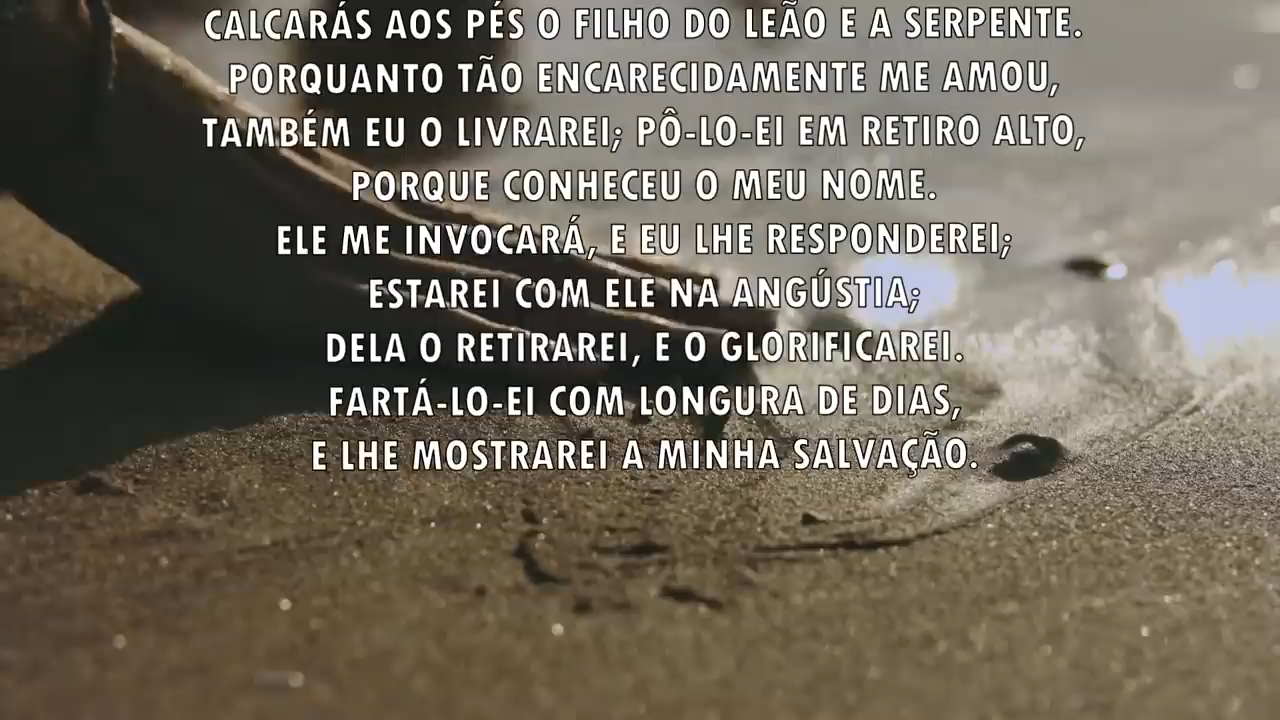 CALCARÁS AOS PÉS O FILHO DO LEÃO E A SERPENTE.
PORQUANTO TÃO ENCARECIDAMENTE ME AMOU,
TAMBÉM EU O LIVRAREI; PÔ-LO-EI EM RETIRO ALTO,
PORQUE CONHECEU O MEU NOME.
ELE ME INVOCARÁ, E EU LHE RESPONDEREI;
ESTAREI COM ELE NA ANGÚSTIA;
DELA O RETIRAREI, E O GLORIFICAREI.
FARTÁ-LO-EI COM LONGURA DE DIAS,
E LHE MOSTRAREI A MINHA SALVAÇÃO.